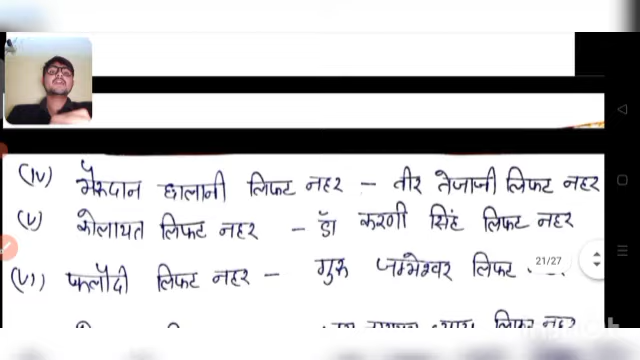 (iv) भैरुदान छालानी लिफ्ट नहर – वीर तेजाजी लिफ्ट नहर
(v) कोलायत लिफ्ट नहर – डॉ करणी सिंह लिफ्ट नहर
(vi) फलौदी लिफ्ट नहर – गुरु जम्भेश्वर लिफ्ट
21/27
लिफ्ट नहर